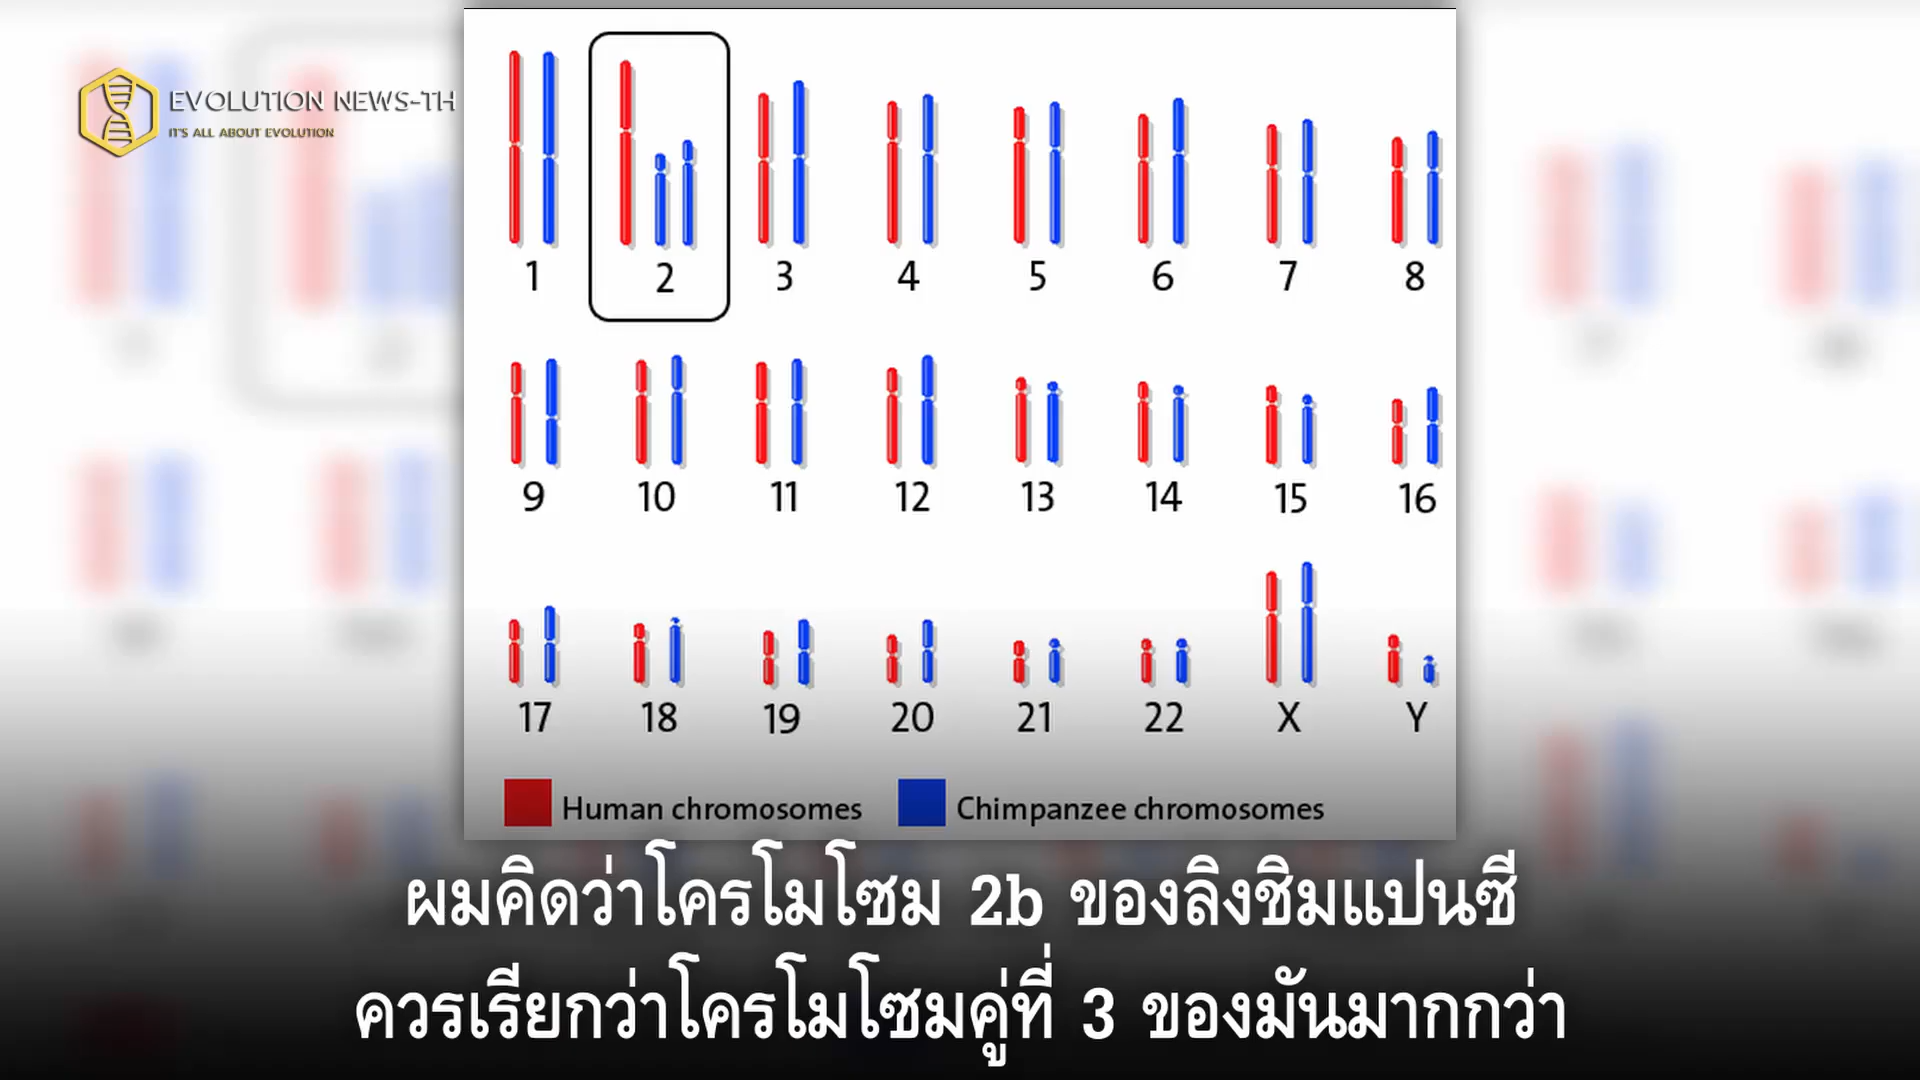 EVOLUTION NEWS-TH
IT'S ALL ABOUT EVOLUTION
1 2 3 4 5 6 7 8
9 10 11 12 13 14 15 16
17 18 19 20 21 22 X Y
Human chromosomes Chimpanzee chromosomes
ผมคิดว่าโครโมโซม 2b ของลิงชิมแปนซี
ควรเรียกว่าโครโมโซมคู่ที่ 3 ของมันมากกว่า